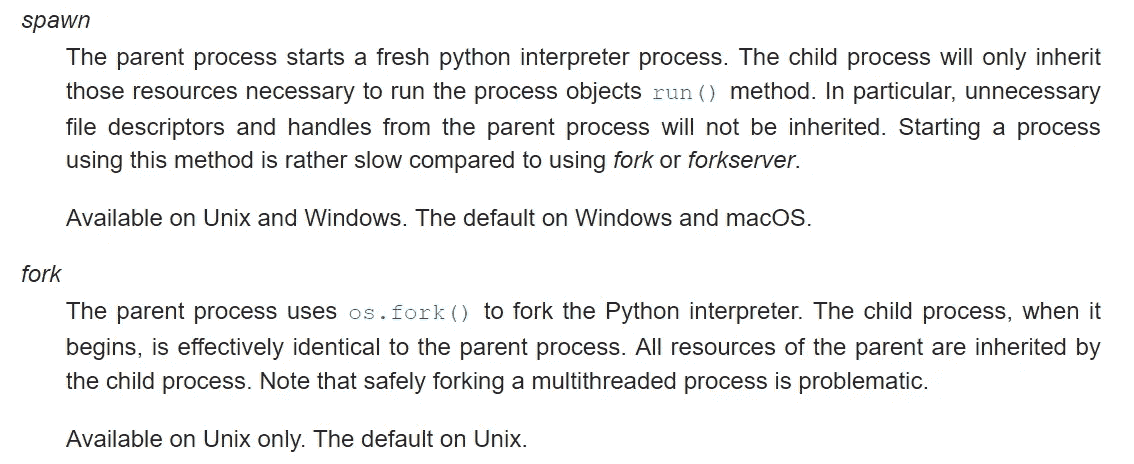 spawn
The parent process starts a fresh python interpreter process. The child process will only inherit
those resources necessary to run the process objects run() method. In particular, unnecessary
file descriptors and handles from the parent process will not be inherited. Starting a process
using this method is rather slow compared to using fork or forkserver.
Available on Unix and Windows. The default on Windows and macOS.
fork
The parent process uses os.fork() to fork the Python interpreter. The child process, when it
begins, is effectively identical to the parent process. All resources of the parent are inherited by
the child process. Note that safely forking a multithreaded process is problematic.
Available on Unix only. The default on Unix.